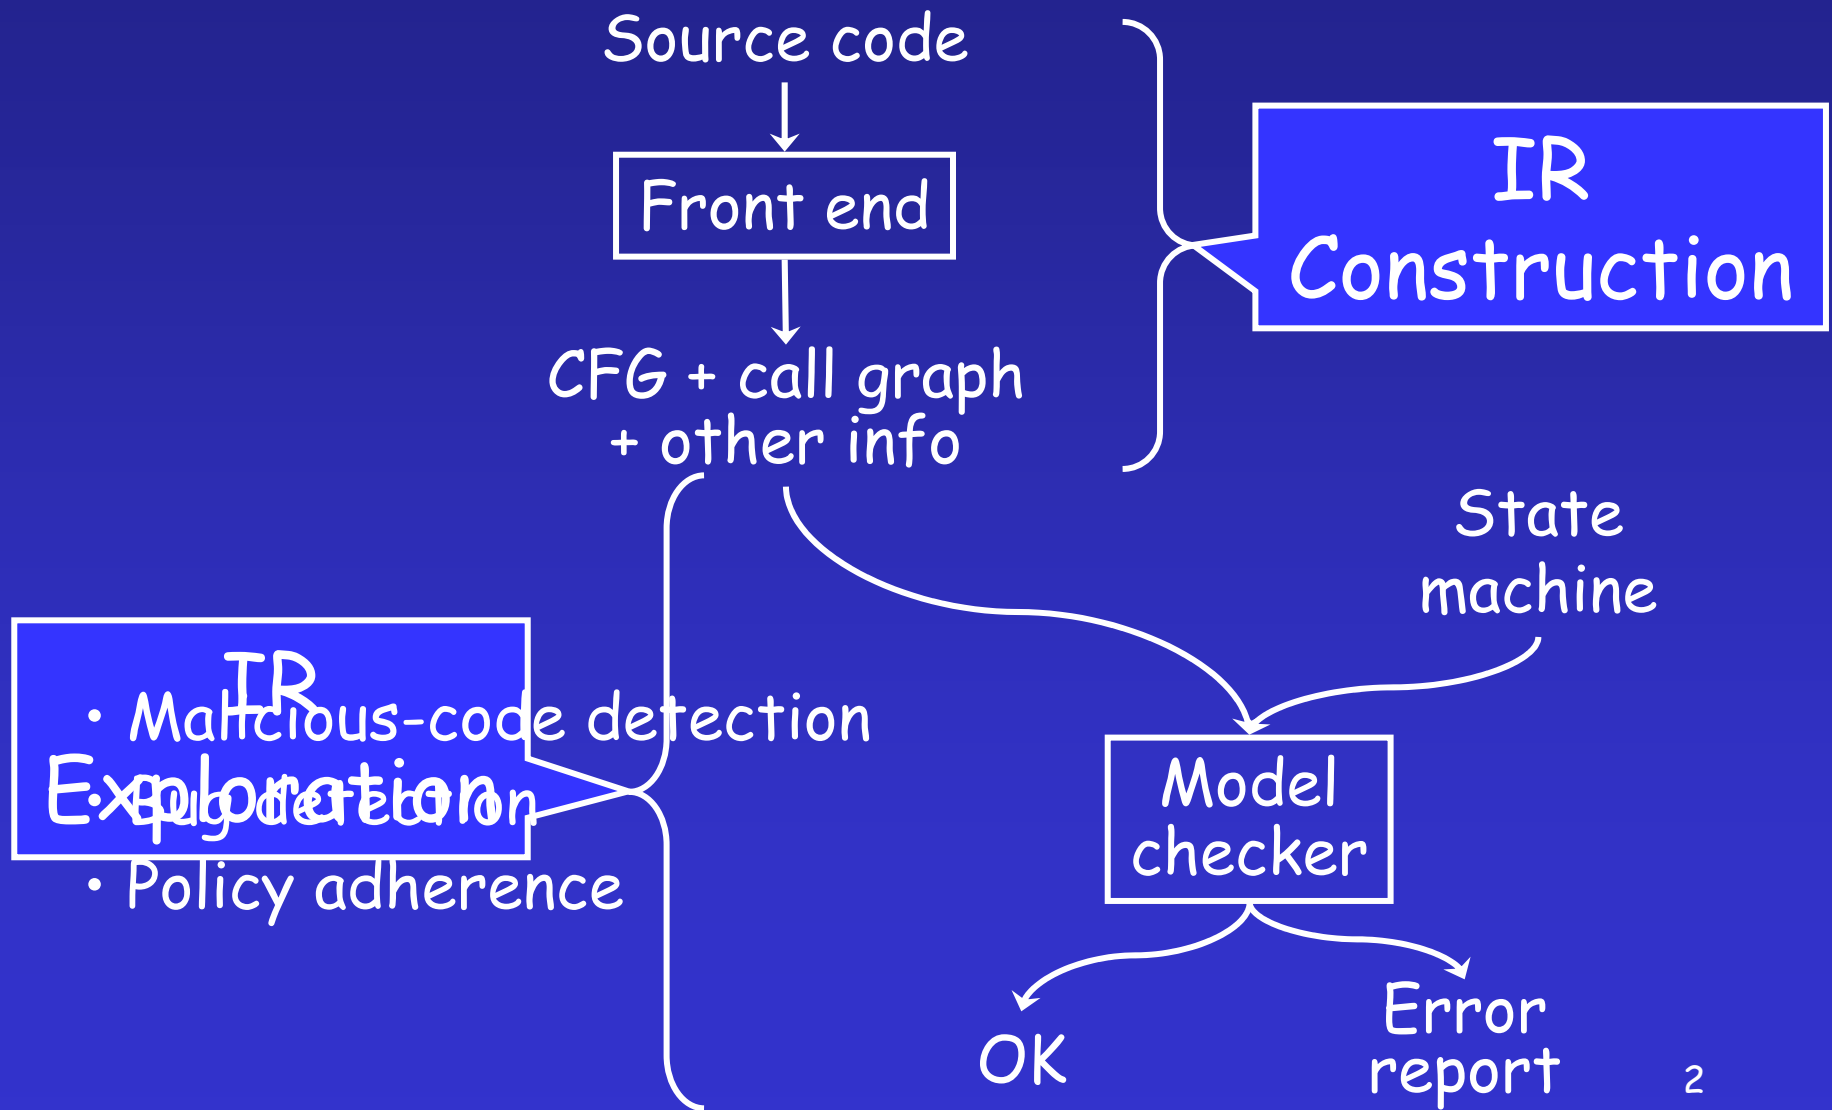 Source code
Front end
IR
Construction
CFG + call graph
+ other info
State
machine
IR
Exploration
• Malicious-code detection
• Bug detection
• Policy adherence
Model
checker
OK
Error
report
2